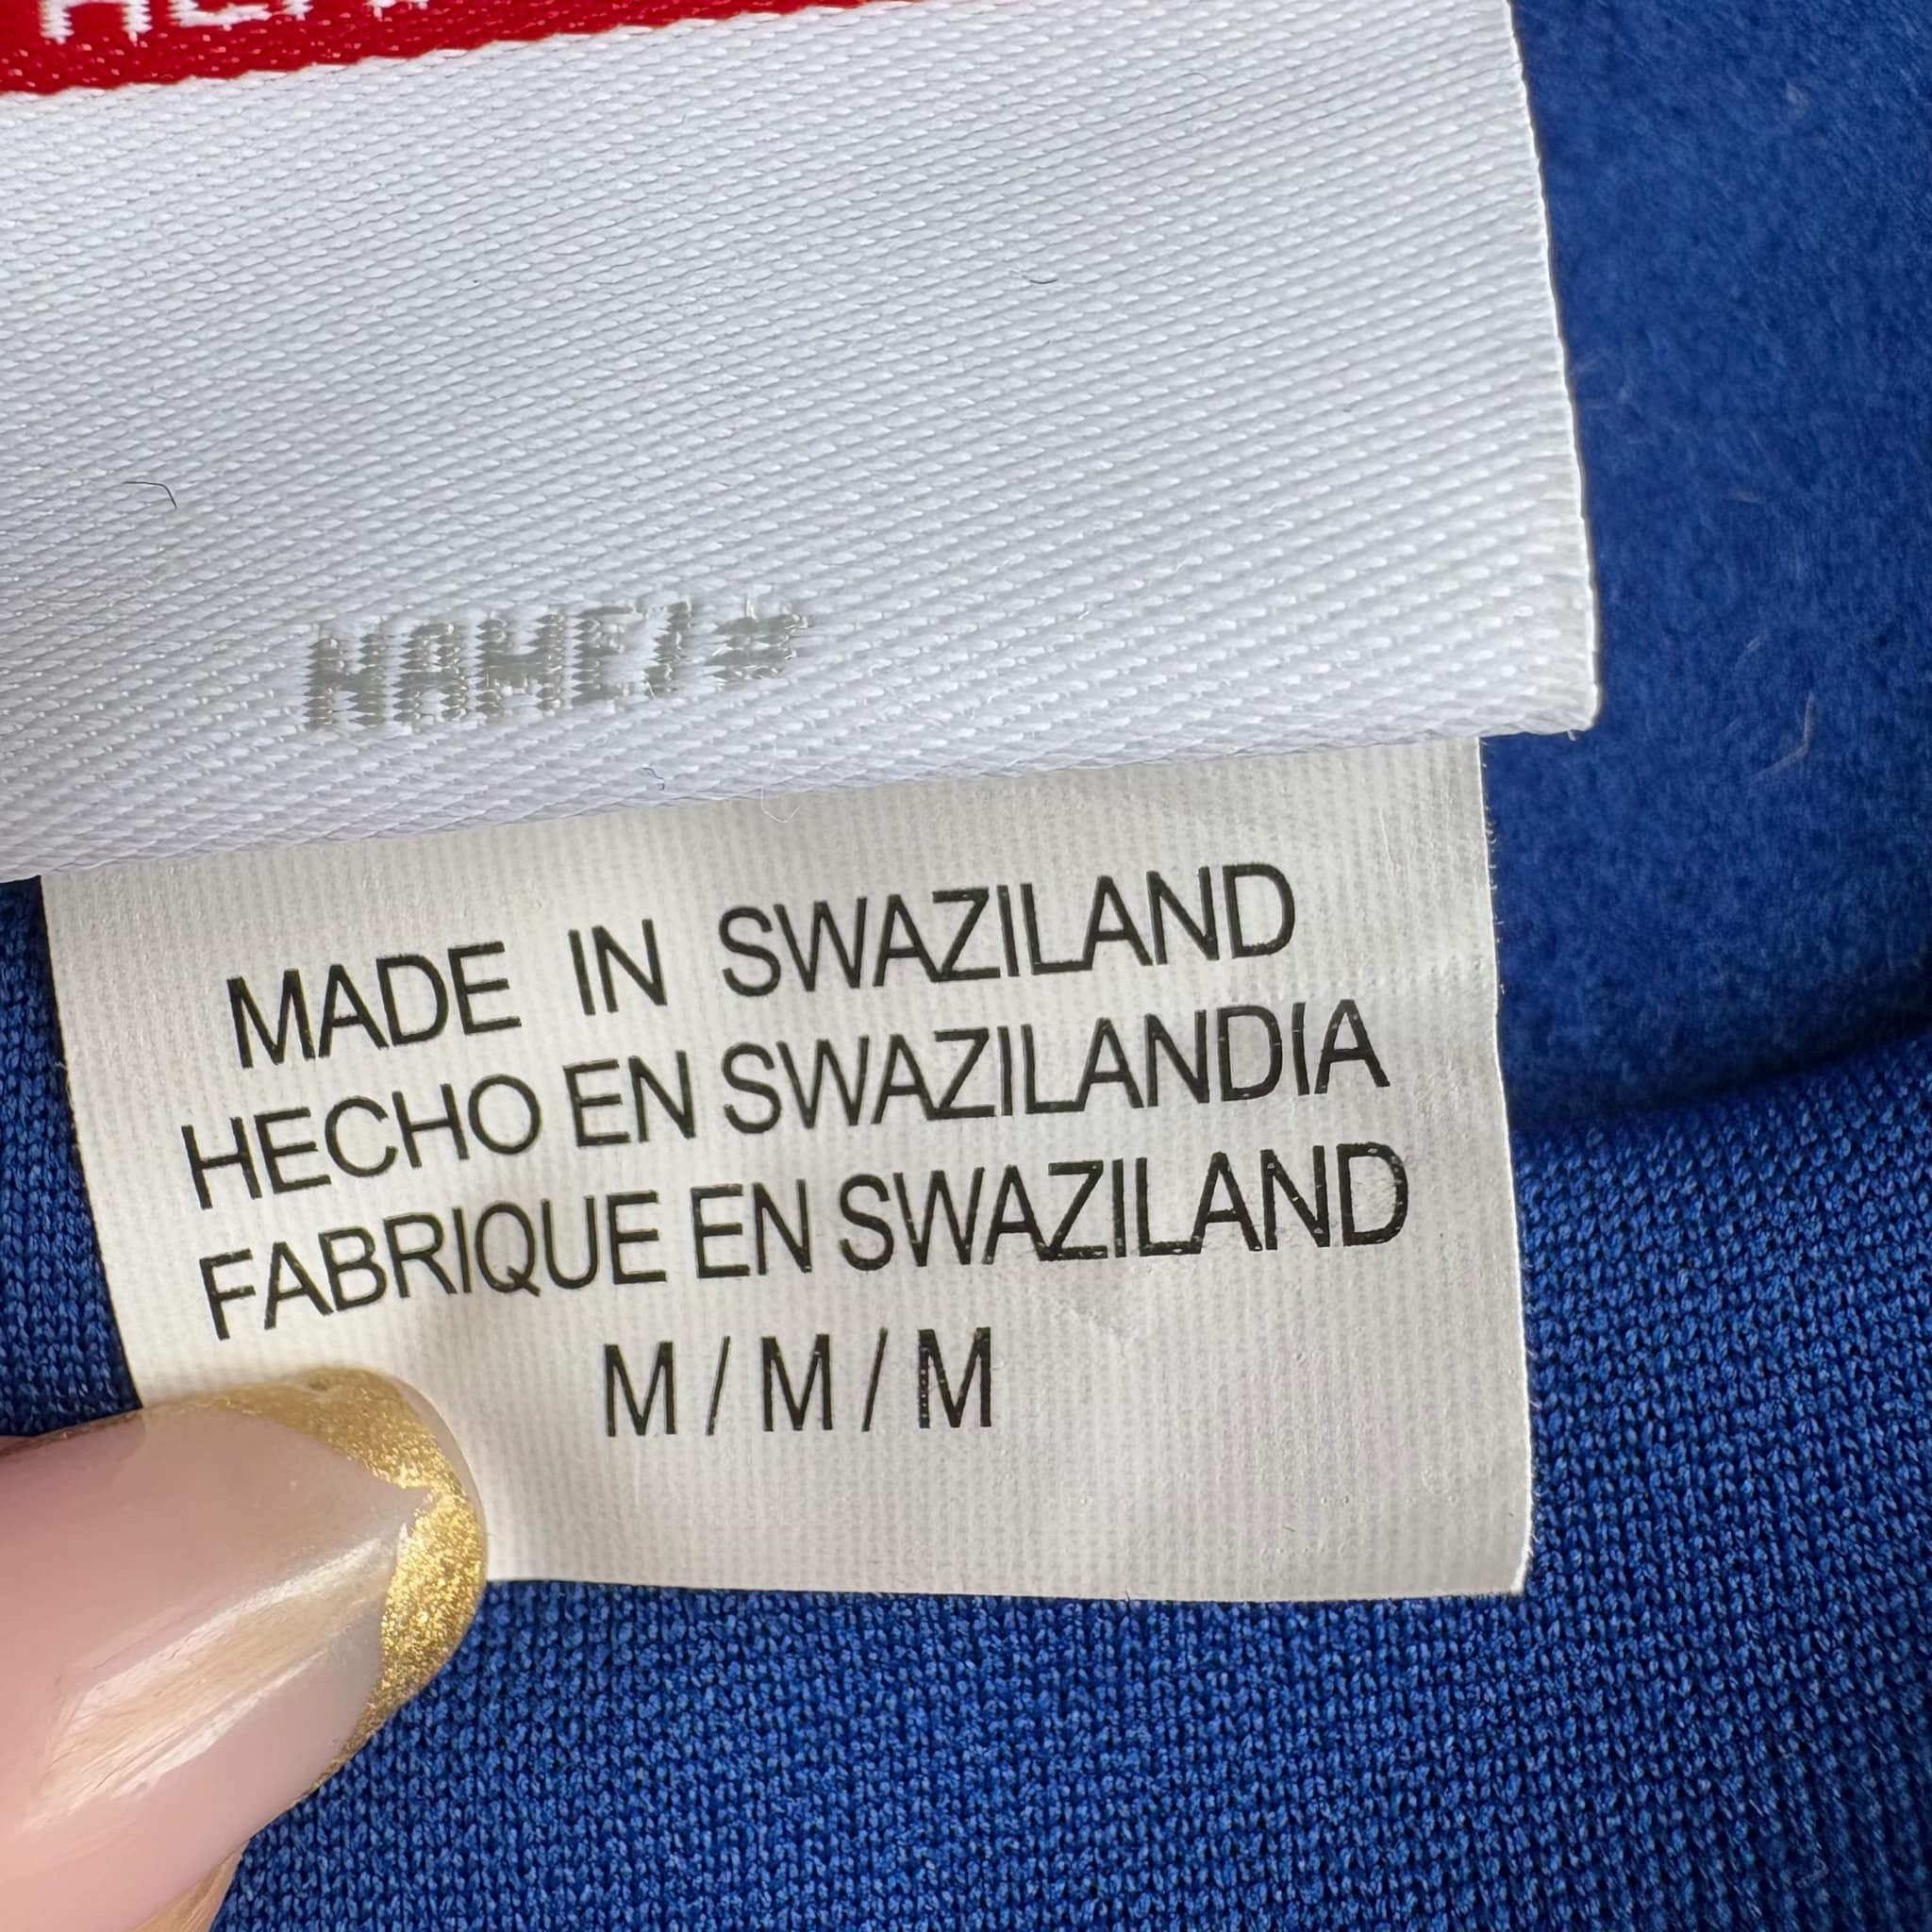 NAME/#
MADE IN SWAZILAND
HECHO EN SWAZILANDIA
FABRIQUE EN SWAZILAND
M / M / M